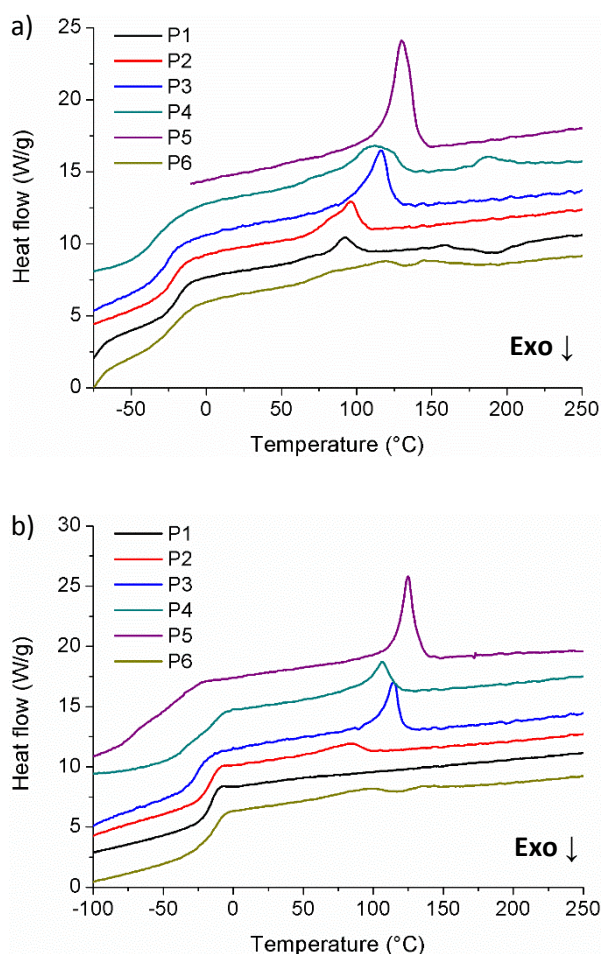 a)
25
20
15
10
5
0
Heat flow (W/g)
P1
P2
P3
P4
P5
P6
Exo ↓
-50 0 50 100 150 200 250
Temperature (°C)
b)
30
25
20
15
10
5
0
Heat flow (W/g)
P1
P2
P3
P4
P5
P6
Exo ↓
-100 -50 0 50 100 150 200 250
Temperature (°C)